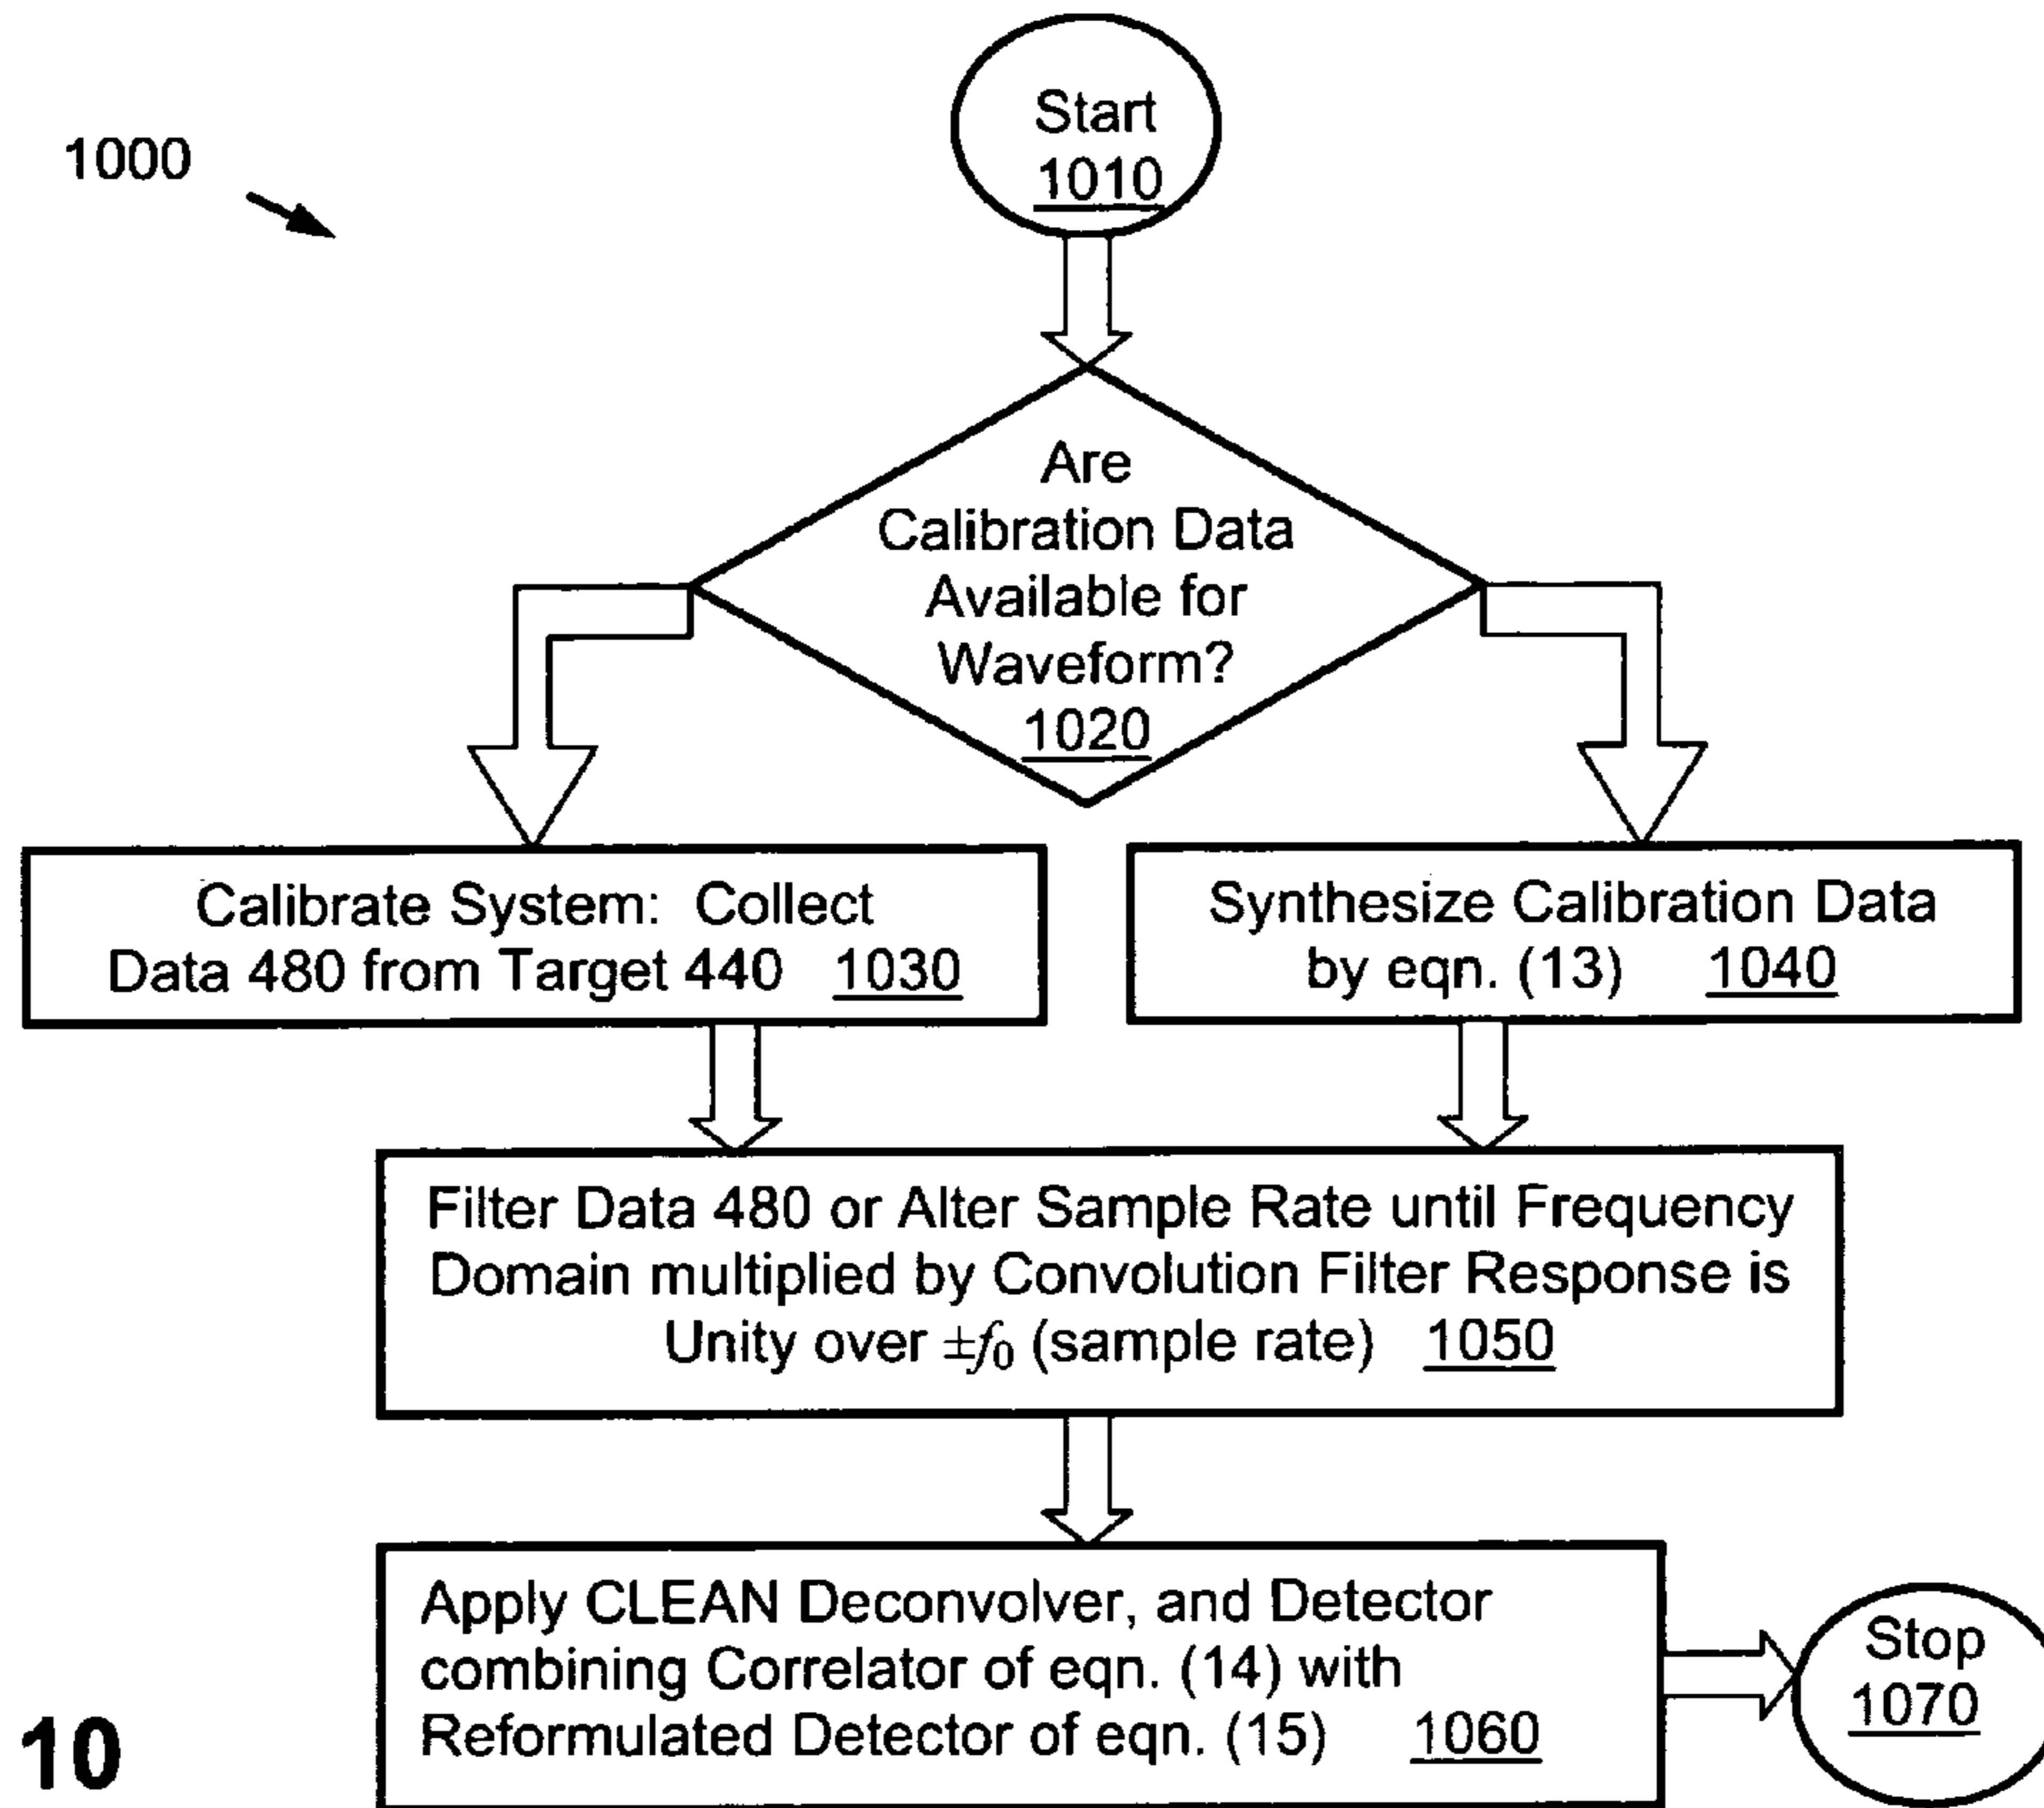 1000
Start
1010
Are
Calibration Data
Available for
Waveform?
1020
Calibrate System: Collect
Data 480 from Target 440 1030
Synthesize Calibration Data
by eqn. (13) 1040
Filter Data 480 or Alter Sample Rate until Frequency
Domain multiplied by Convolution Filter Response is
Unity over ±f₀ (sample rate) 1050
Apply CLEAN Deconvolver, and Detector
combining Correlator of eqn. (14) with
Reformulated Detector of eqn. (15) 1060
Stop
1070
10